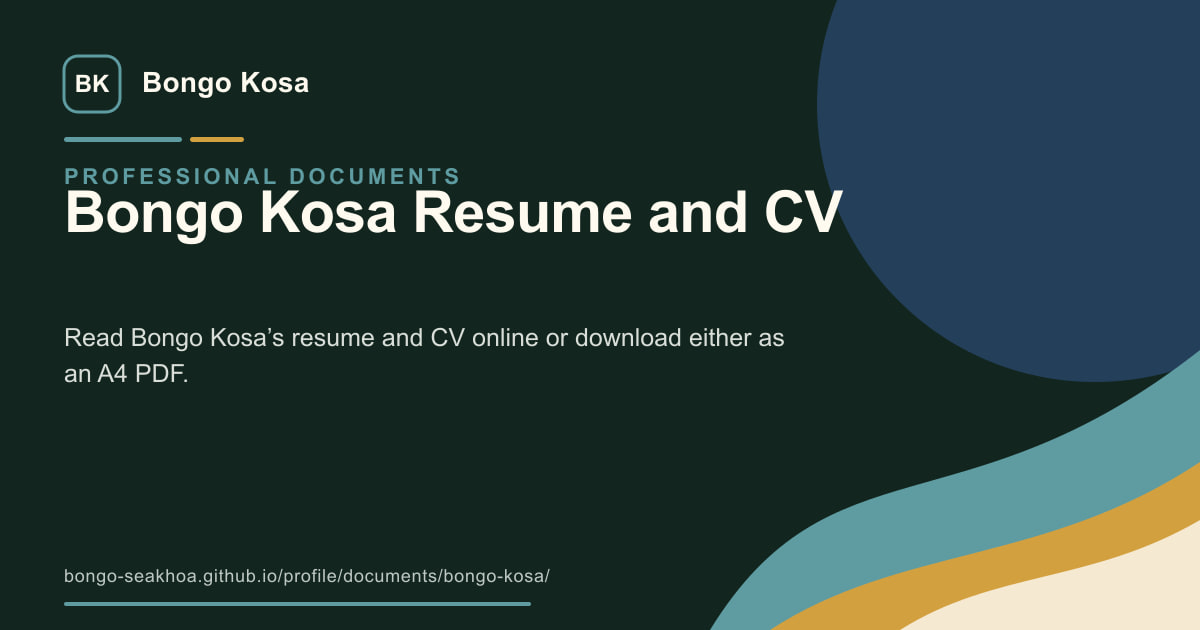 BK
Bongo Kosa
PROFESSIONAL DOCUMENTS
Bongo Kosa Resume and CV
Read Bongo Kosa’s resume and CV online or download either as
an A4 PDF.
bongo-seakhoa.github.io/profile/documents/bongo-kosa/